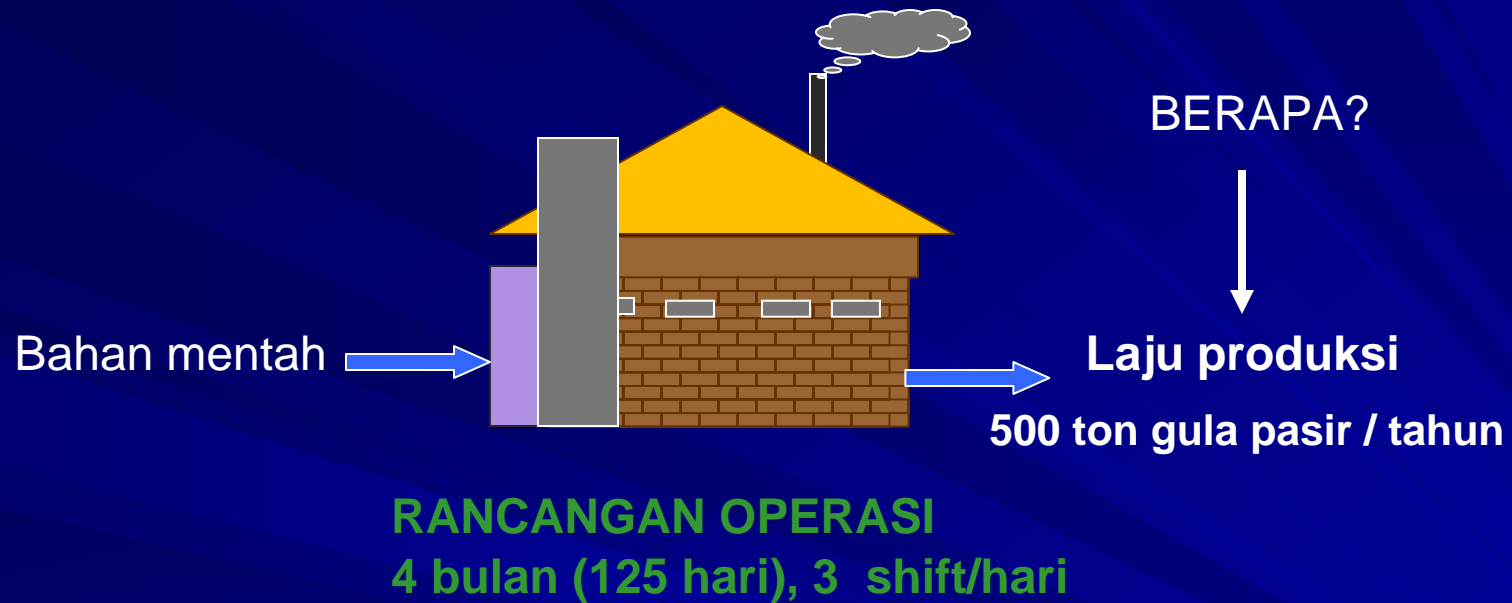 BERAPA?
Bahan mentah
Laju produksi
500 ton gula pasir / tahun
RANCANGAN OPERASI
4 bulan (125 hari), 3 shift/hari